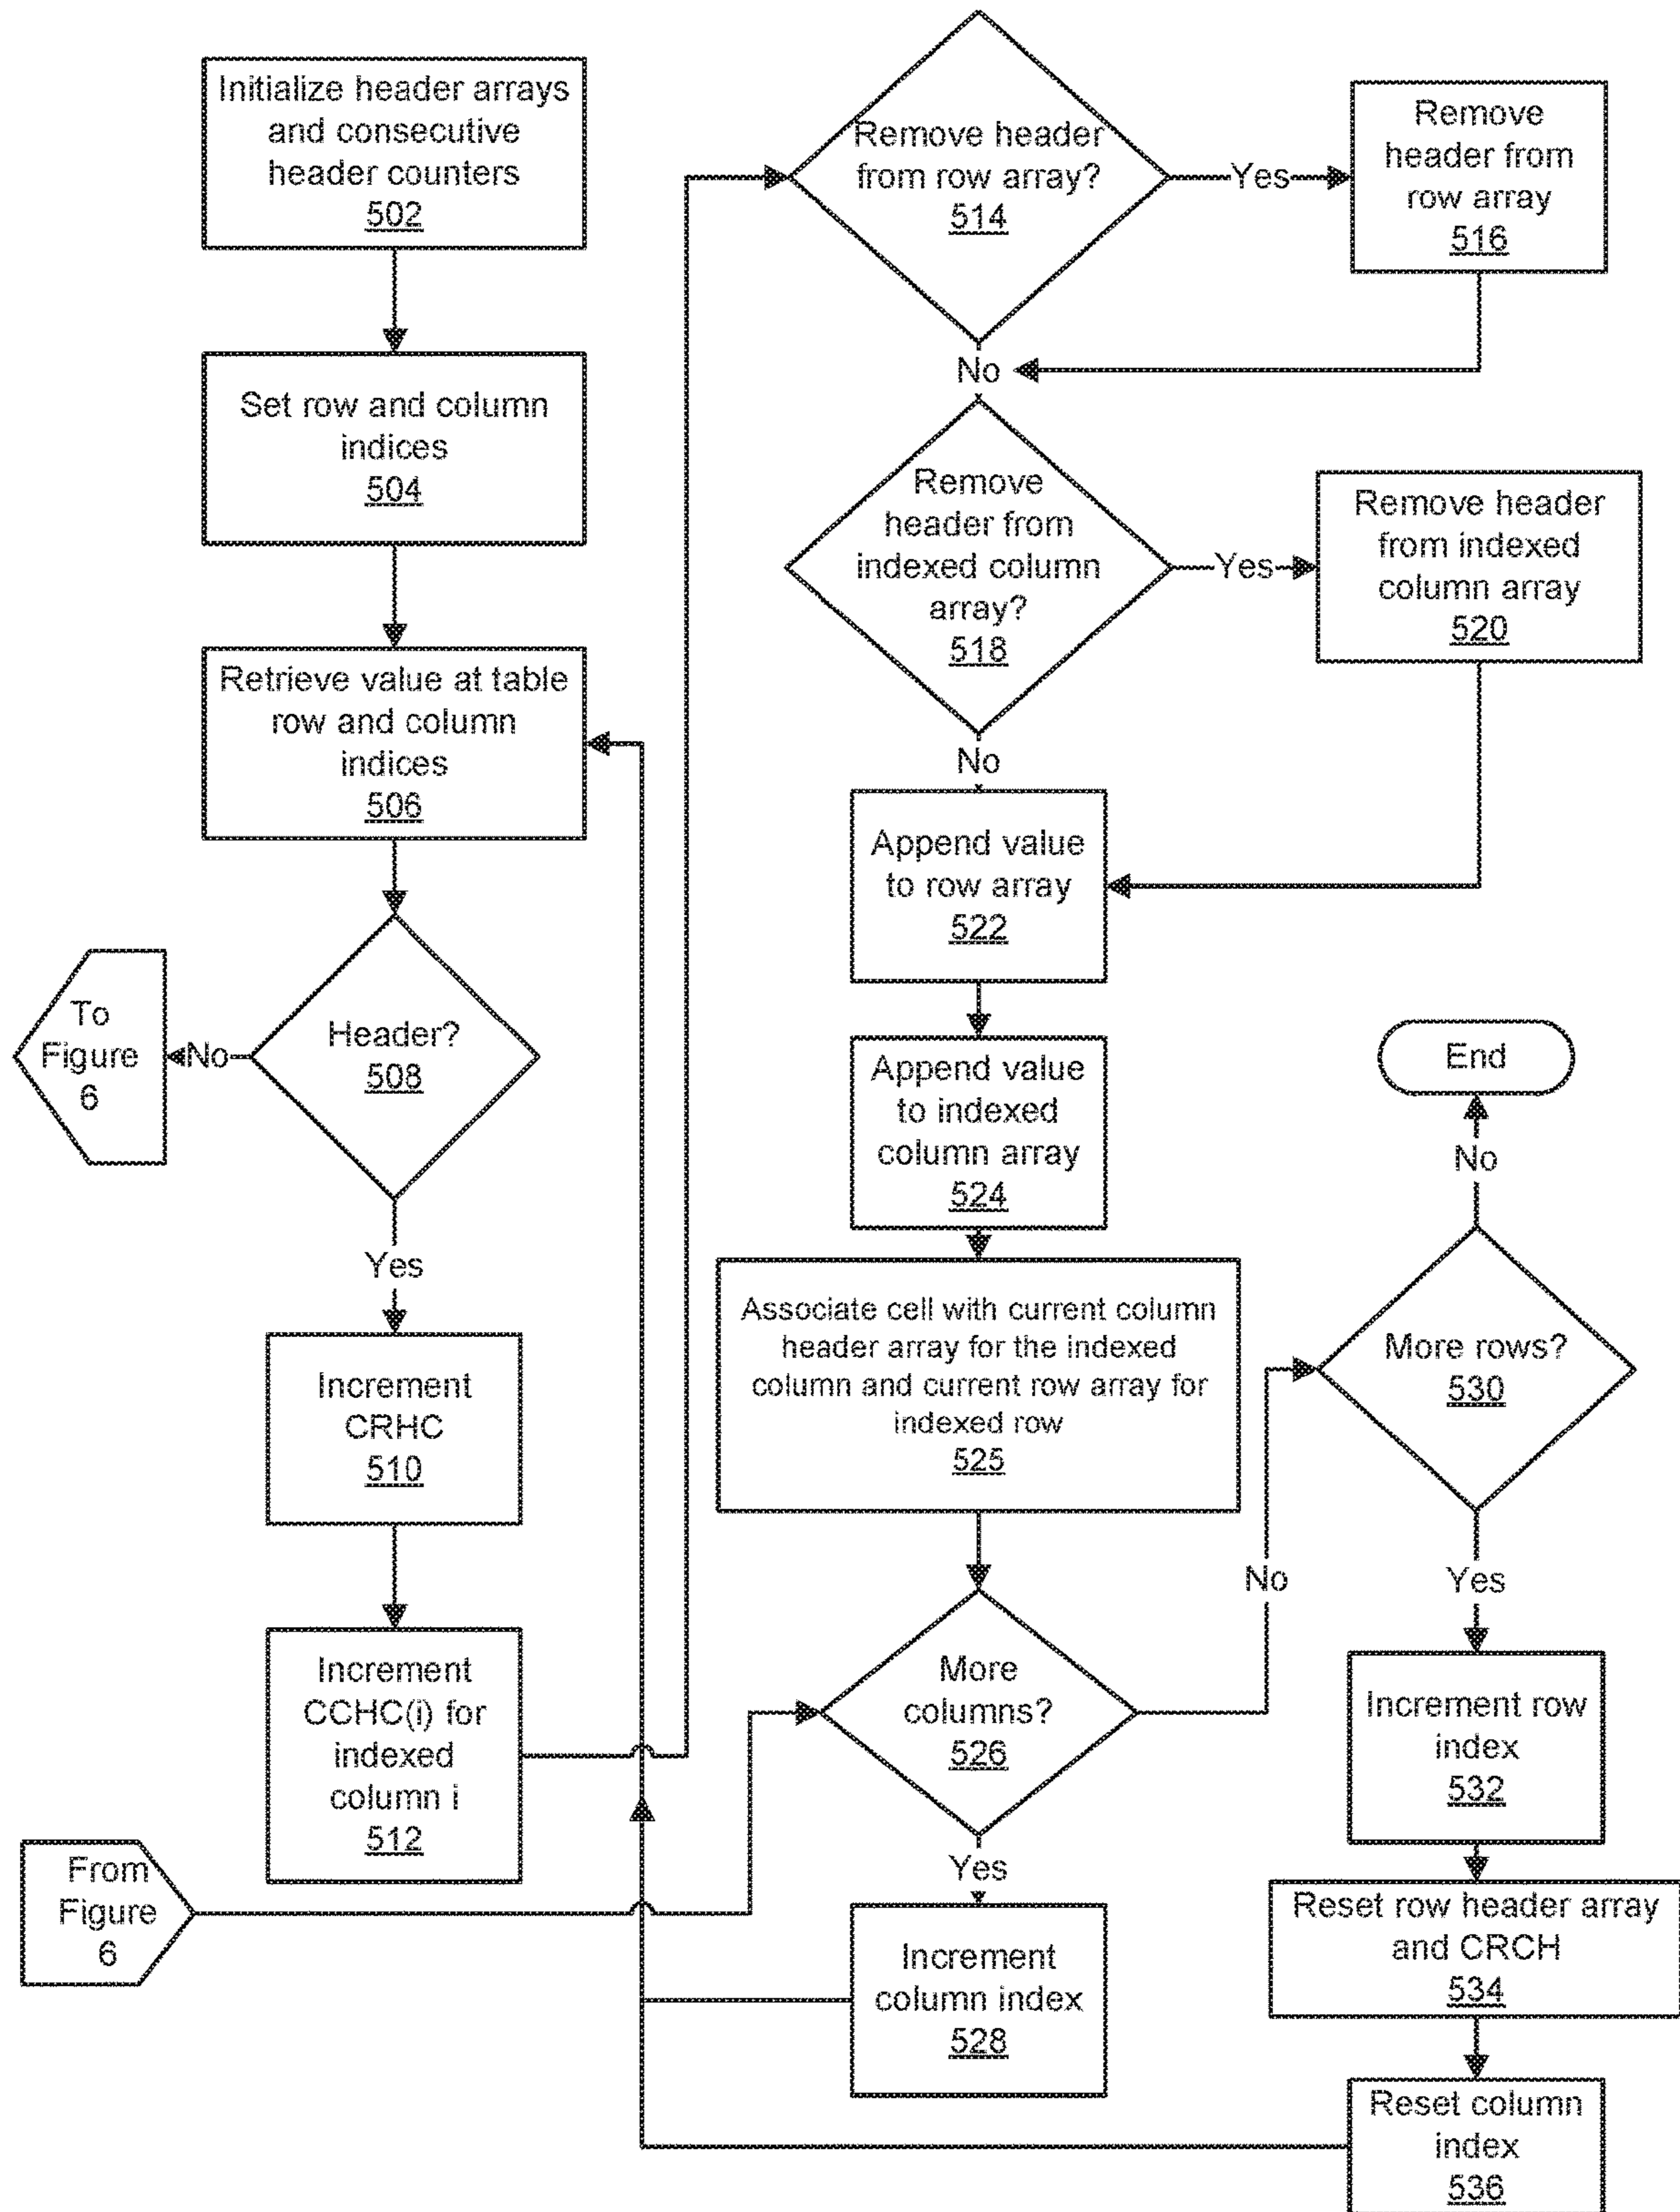 Initialize header arrays
and consecutive
header counters
502
Set row and column
indices
504
Retrieve value at table
row and column
indices
506
Header?
508
No
To
Figure
6
Yes
Increment
CRHC
510
Increment
CCHC(i) for
indexed
column i
512
From
Figure
6
Remove header
from row array?
514
Yes
Remove
header from
row array
516
No
Remove
header from
indexed column
array?
518
Yes
Remove header
from indexed
column array
520
No
Append value
to row array
522
Append value
to indexed
column array
524
Associate cell with current column
header array for the indexed
column and current row array for
indexed row
525
More
columns?
526
Yes
Increment
column index
528
No
More rows?
530
No
End
Yes
Increment row
index
532
Reset row header array
and CRCH
534
Reset column
index
536